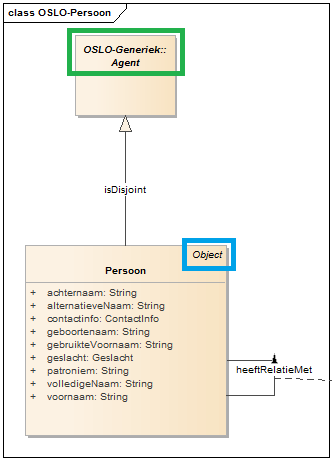 class OSLO-Persoon
OSLO-Generiek::
Agent
isDisjoint
Object
Persoon
+ achternaam: String
+ alternatieveNaam: String
+ contactinfo: ContactInfo
+ geboortenaam: String
+ gebruikteVoornaam: String
+ geslacht: Geslacht
+ patroniem: String
+ volledigeNaam: String
+ voornaam: String
heeftRelatieMet